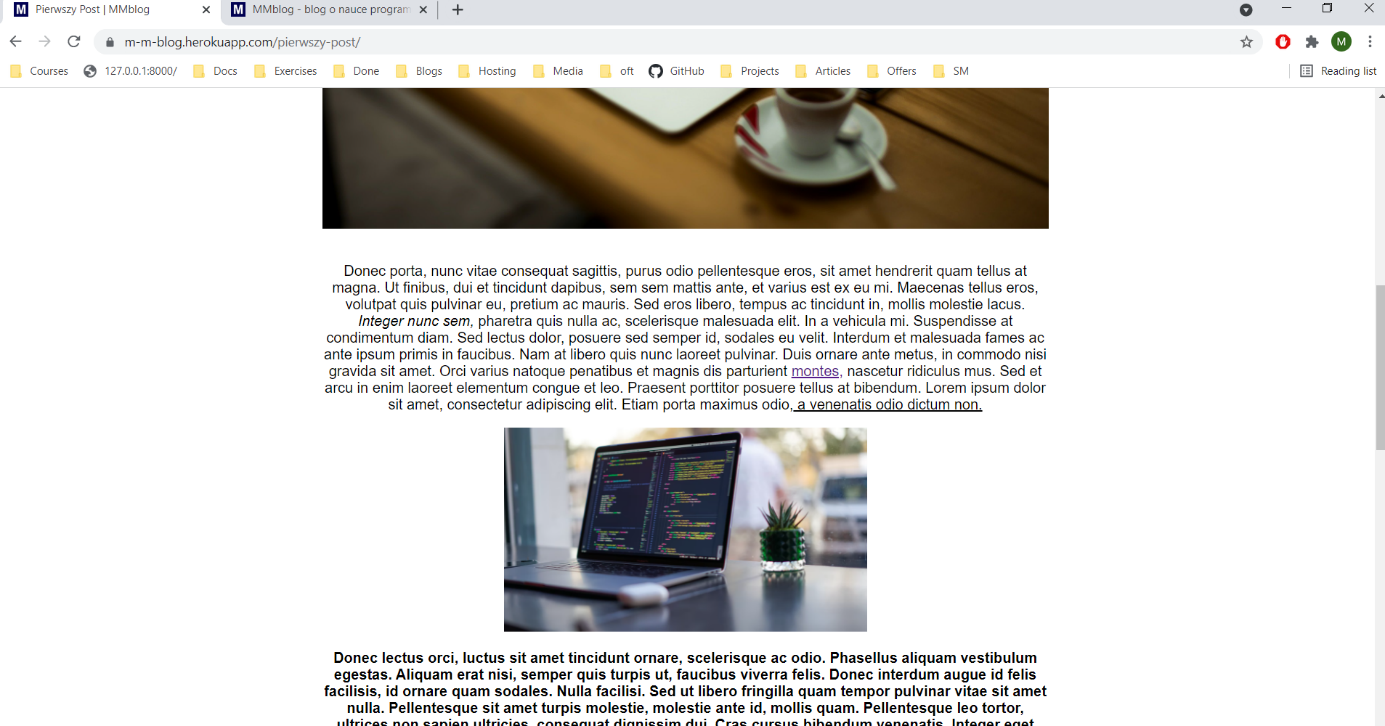 M Pierwszy Post | MMblog
M MMblog - blog o nauce program
m-m-blog.herokuapp.com/pierwszy-post/
M
Courses 127.0.0.1:8000/ Docs Exercises Done Blogs Hosting Media oft GitHub Projects Articles Offers SM Reading list
Donec porta, nunc vitae consequat sagittis, purus odio pellentesque eros, sit amet hendrerit quam tellus at
magna. Ut finibus, dui et tincidunt dapibus, sem sem mattis ante, et varius est ex eu mi. Maecenas tellus eros,
volutpat quis pulvinar eu, pretium ac mauris. Sed eros libero, tempus ac tincidunt in, mollis molestie lacus.
Integer nunc sem, pharetra quis nulla ac, scelerisque malesuada elit. In a vehicula mi. Suspendisse at
condimentum diam. Sed lectus dolor, posuere sed semper id, sodales eu velit. Interdum et malesuada fames ac
ante ipsum primis in faucibus. Nam at libero quis nunc laoreet pulvinar. Duis ornare ante metus, in commodo nisi
gravida sit amet. Orci varius natoque penatibus et magnis dis parturient montes, nascetur ridiculus mus. Sed et
arcu in enim laoreet elementum congue et leo. Praesent porttitor posuere tellus at bibendum. Lorem ipsum dolor
sit amet, consectetur adipiscing elit. Etiam porta maximus odio, a venenatis odio dictum non.
Donec lectus orci, luctus sit amet tincidunt ornare, scelerisque ac odio. Phasellus aliquam vestibulum
egestas. Aliquam erat nisi, semper quis turpis ut, faucibus viverra felis. Donec interdum augue id felis
facilisis, id ornare quam sodales. Nulla facilisi. Sed ut libero fringilla quam tempor pulvinar vitae sit amet
nulla. Pellentesque sit amet turpis molestie, molestie ante id, mollis quam. Pellentesque leo tortor,
ultrices non sapien ultricies, consequat dignissim dui. Cras cursus bibendum venenatis. Integer eget